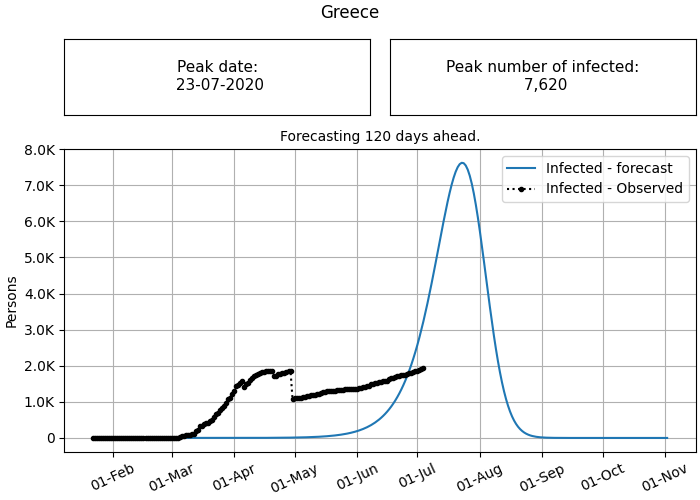 Greece
Peak date:
23-07-2020
Peak number of infected:
7,620
Forecasting 120 days ahead.
8.0K
7.0K
6.0K
5.0K
4.0K
3.0K
2.0K
1.0K
0
Persons
Infected - forecast
Infected - Observed
01-Feb
01-Mar
01-Apr
01-May
01-Jun
01-Jul
01-Aug
01-Sep
01-Oct
01-Nov